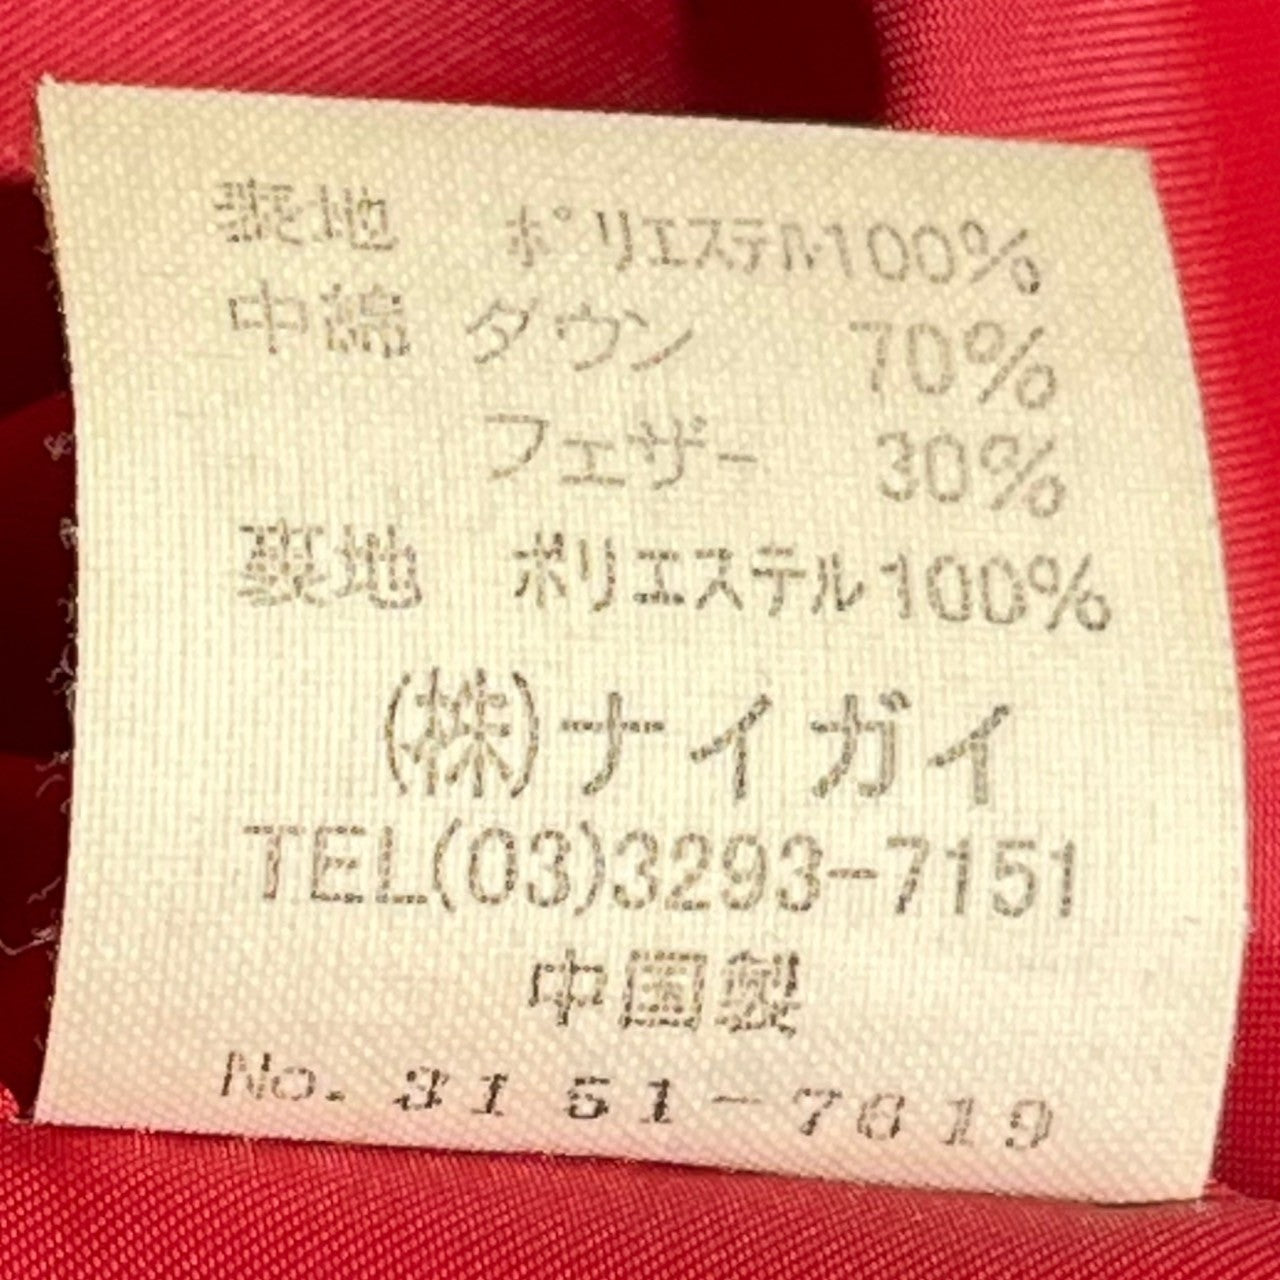 表地 ポリエステル100%
中綿 ダウン 70%
フェザー 30%
裏地 ポリエステル100%
(株)ナイガイ
TEL(03)3293-7151
中国製
No. 3151-7619